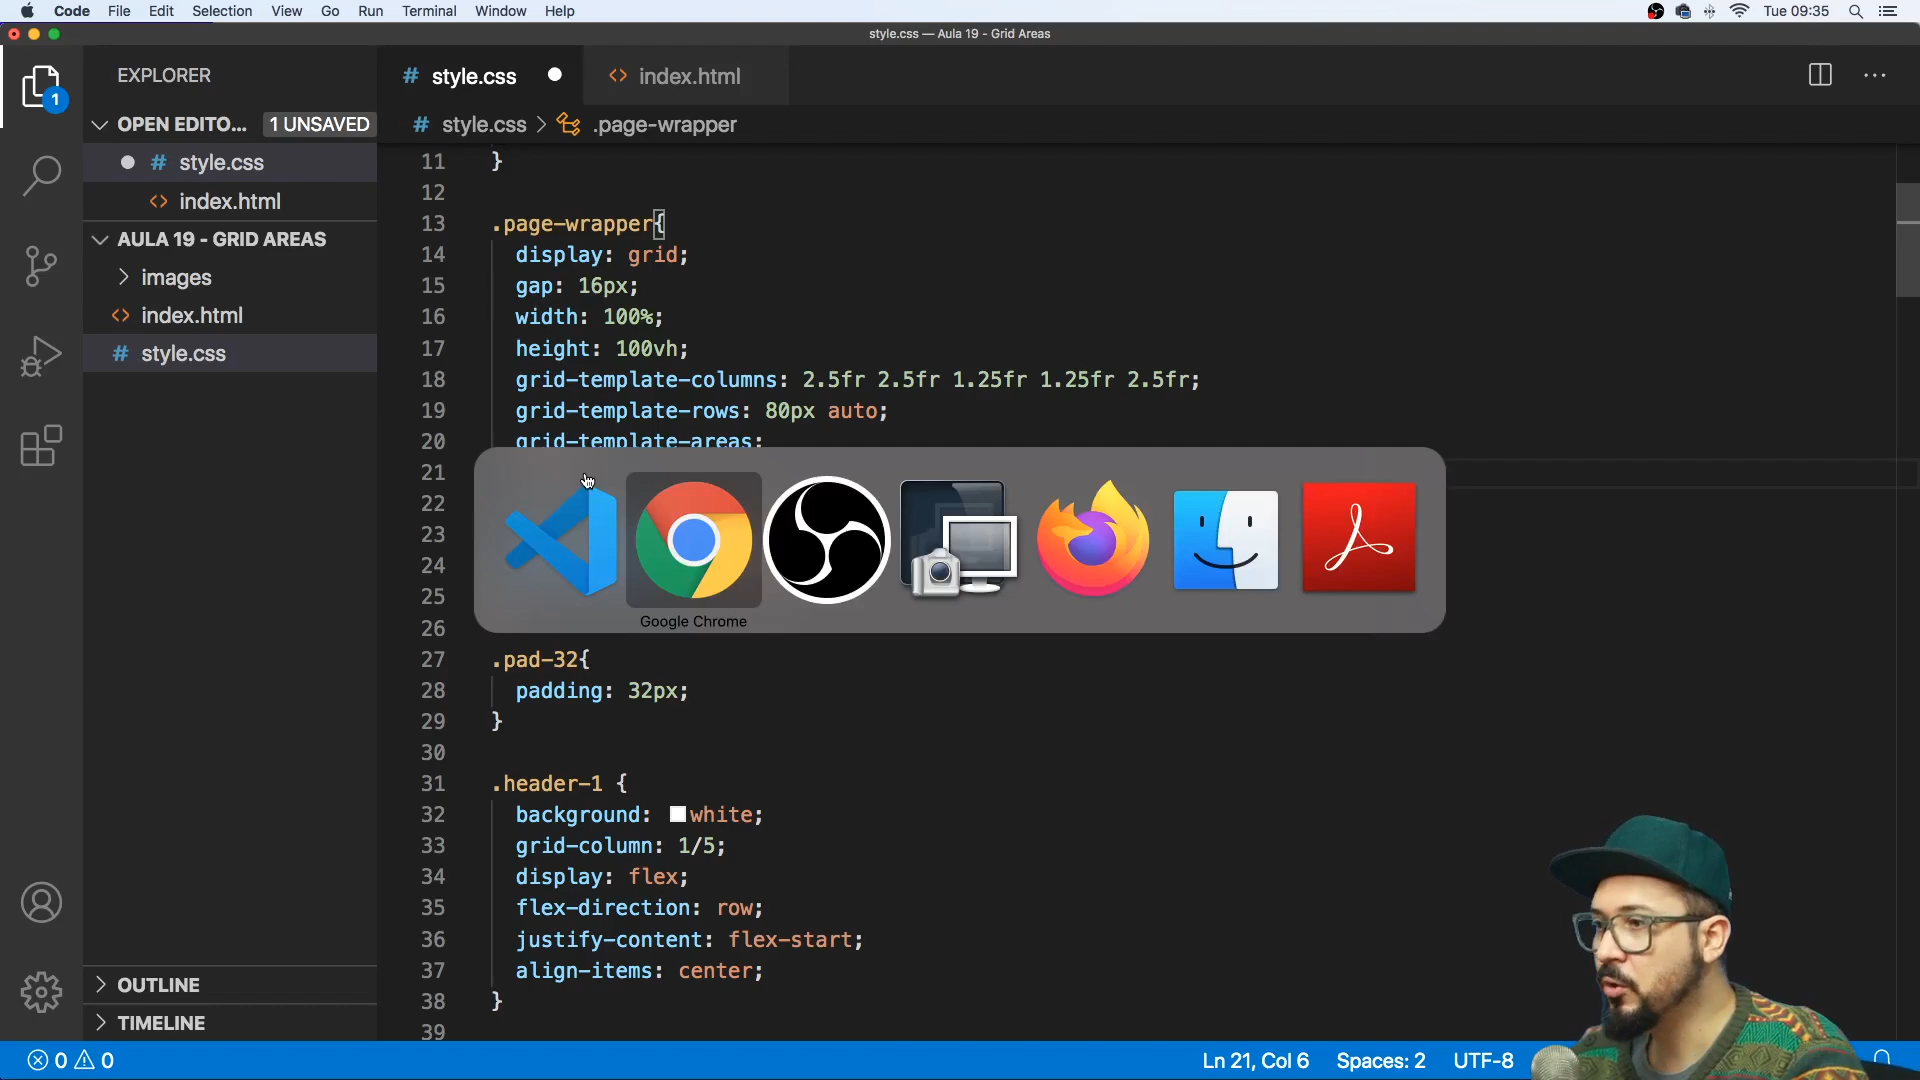 Code File Edit Selection View Go Run Terminal Window Help Tue 09:35
style.css — Aula 19 - Grid Areas
EXPLORER
OPEN EDITO... 1 UNSAVED
# style.css
<> index.html
AULA 19 - GRID AREAS
> images
<> index.html
# style.css
OUTLINE
TIMELINE
1
# style.css <> index.html ...
# style.css > .page-wrapper
11 }
12
13 .page-wrapper{
14 display: grid;
15 gap: 16px;
16 width: 100%;
17 height: 100vh;
18 grid-template-columns: 2.5fr 2.5fr 1.25fr 1.25fr 2.5fr;
19 grid-template-rows: 80px auto;
20 grid-template-areas:
21
22
23
24
25
26
Google Chrome
27 .pad-32{
28 padding: 32px;
29 }
30
31 .header-1 {
32 background: white;
33 grid-column: 1/5;
34 display: flex;
35 flex-direction: row;
36 justify-content: flex-start;
37 align-items: center;
38 }
39
0 0 Ln 21, Col 6 Spaces: 2 UTF-8